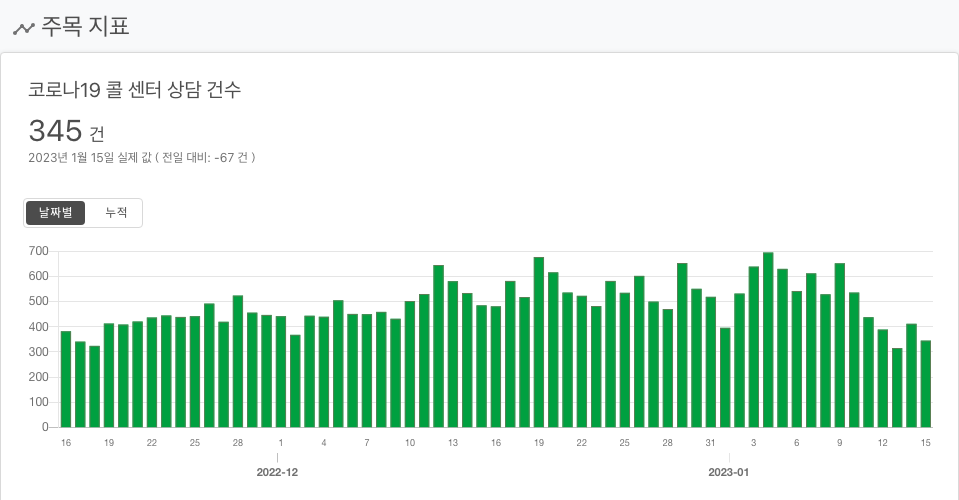 주목 지표
코로나19 콜 센터 상담 건수
345 건
2023년 1월 15일 실제 값 ( 전일 대비: -67 건 )
날짜별 누적
700
600
500
400
300
200
100
0
16 19 22 25 28 1 4 7 10 13 16 19 22 25 28 31 3 6 9 12 15
2022-12 2023-01